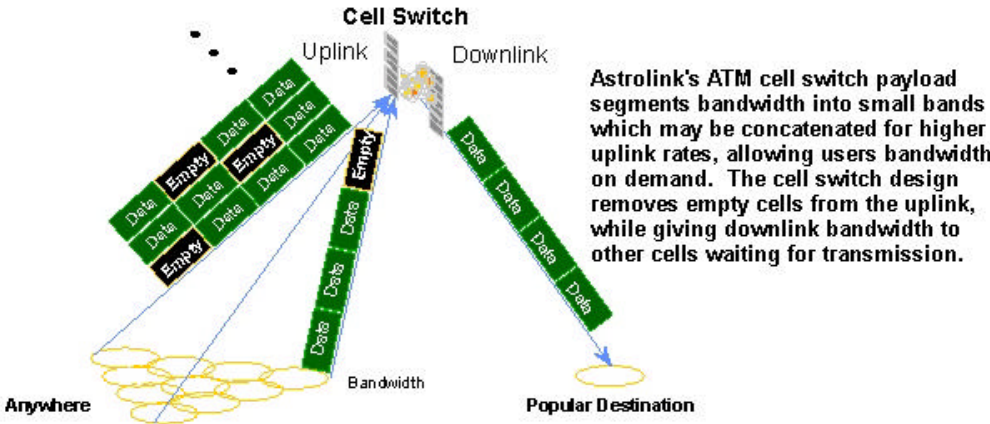 Cell Switch
Uplink
Downlink
Data Empty Data Data
Data Data Empty Data
Empty Data Data Data
Data Data Data Empty
Data Data Data Data
Astrolink's ATM cell switch payload
segments bandwidth into small bands
which may be concatenated for higher
uplink rates, allowing users bandwidth
on demand. The cell switch design
removes empty cells from the uplink,
while giving downlink bandwidth to
other cells waiting for transmission.
Bandwidth
Anywhere
Popular Destination